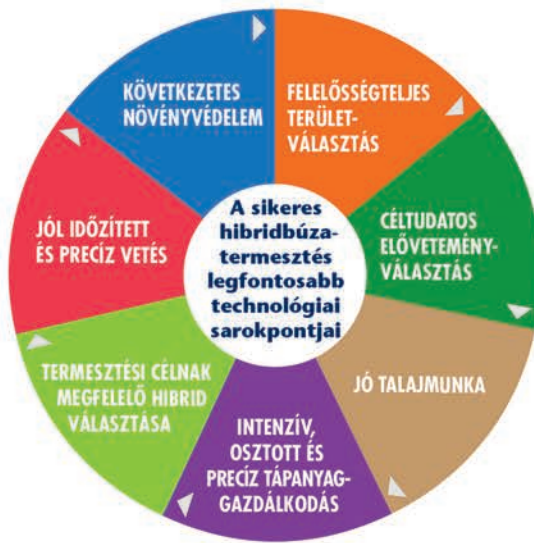 A sikeres
hibridbúza-
termesztés
legfontosabb
technológiai
sarokpontjai
FELELŐSSÉGTELJES
TERÜLET-
VÁLASZTÁS
CÉLTUDATOS
ELŐVETEMÉNY-
VÁLASZTÁS
JÓ TALAJMUNKA
INTENZÍV,
OSZTOTT ÉS
PRECÍZ TÁPANYAG-
GAZDÁLKODÁS
TERMESZTÉSI CÉLNAK
MEGFELELŐ HIBRID
VÁLASZTÁSA
JÓL IDŐZÍTETT
ÉS PRECÍZ VETÉS
KÖVETKEZETES
NÖVÉNYVÉDELEM